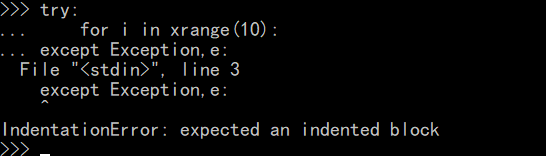 >>> try:
...     for i in xrange(10):
... except Exception,e:
  File "<stdin>", line 3
    except Exception,e:
    ^
IndentationError: expected an indented block
>>>